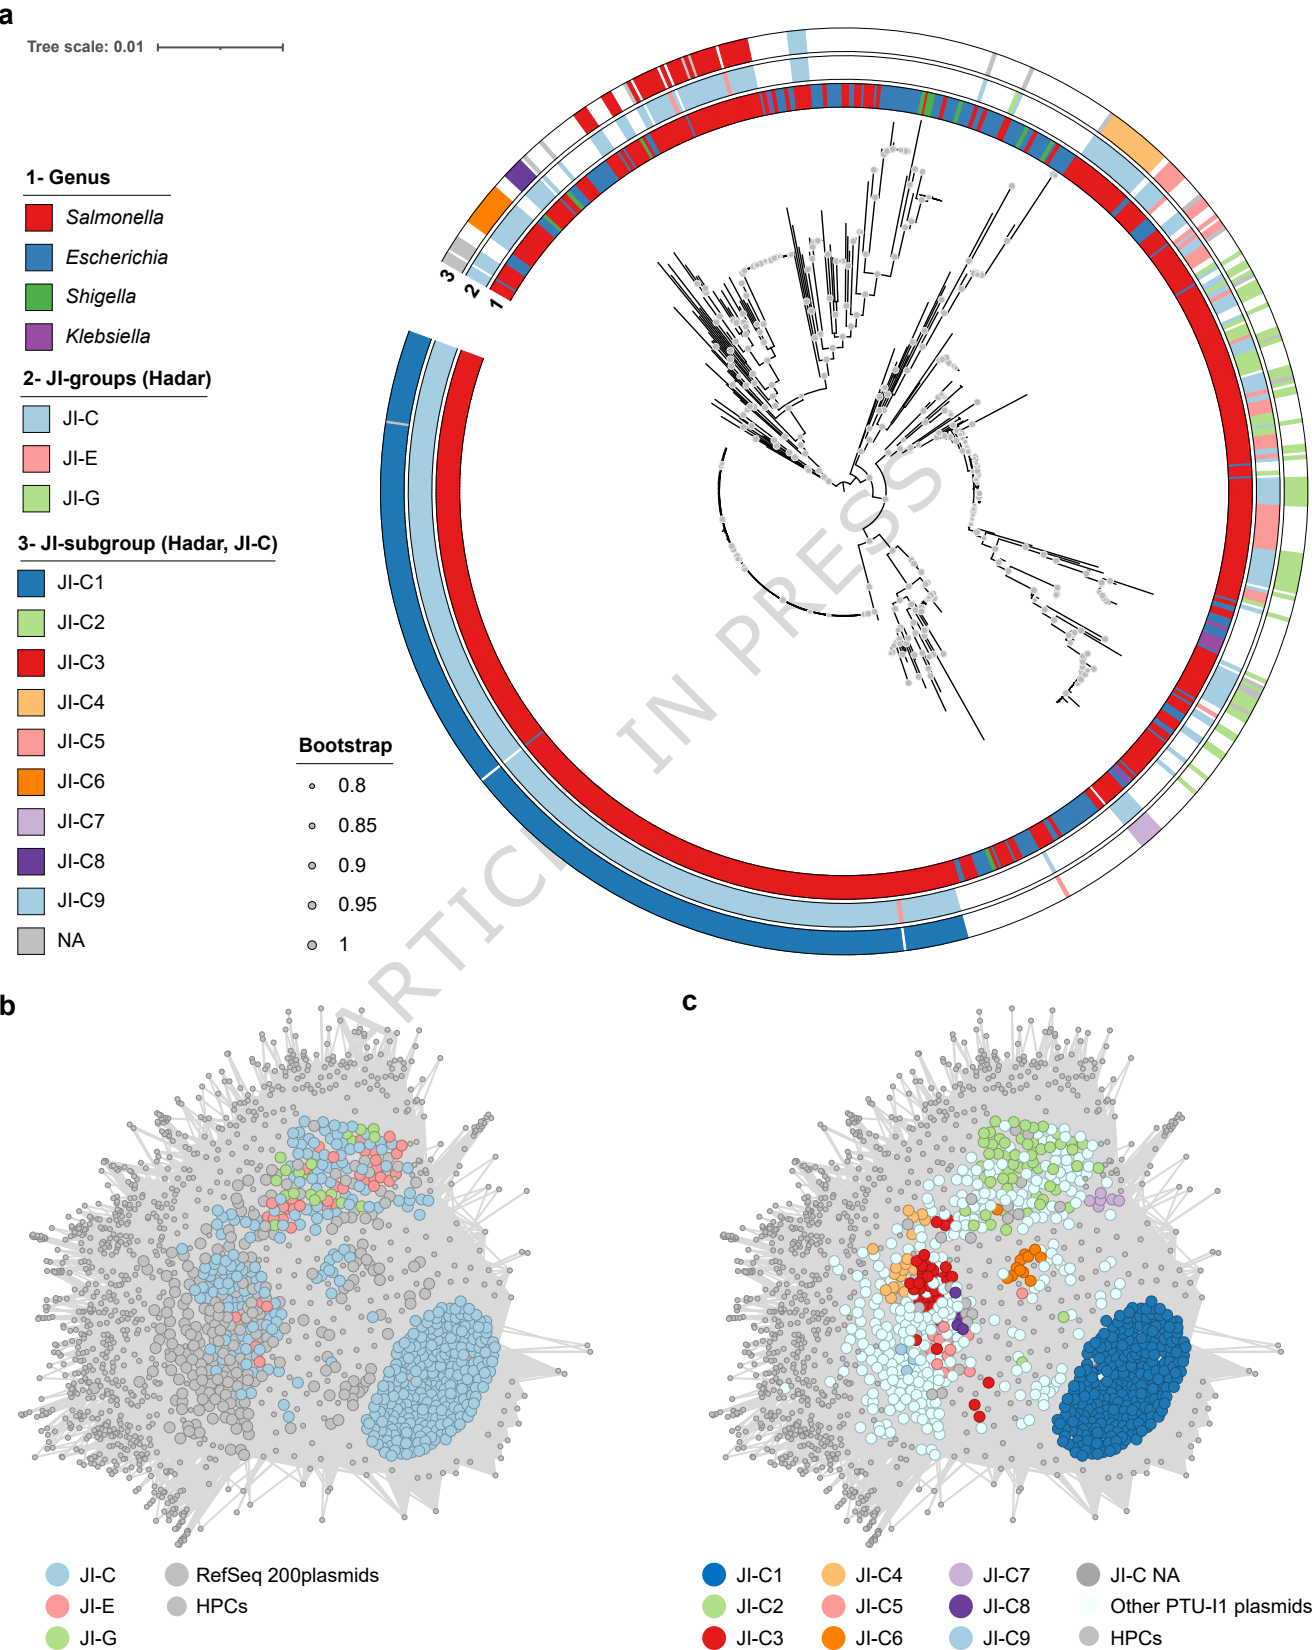 a
Tree scale: 0.01
1- Genus
Salmonella
Escherichia
Shigella
Klebsiella
2- JI-groups (Hadar)
JI-C
JI-E
JI-G
3- JI-subgroup (Hadar, JI-C)
JI-C1
JI-C2
JI-C3
JI-C4
JI-C5
JI-C6
JI-C7
JI-C8
JI-C9
NA
Bootstrap
0.8
0.85
0.9
0.95
1
3
2
1
ARTICLE IN PRESS
b
JI-C
JI-E
JI-G
RefSeq 200plasmids
HPCs
c
JI-C1
JI-C2
JI-C3
JI-C4
JI-C5
JI-C6
JI-C7
JI-C8
JI-C9
JI-C NA
Other PTU-I1 plasmids
HPCs